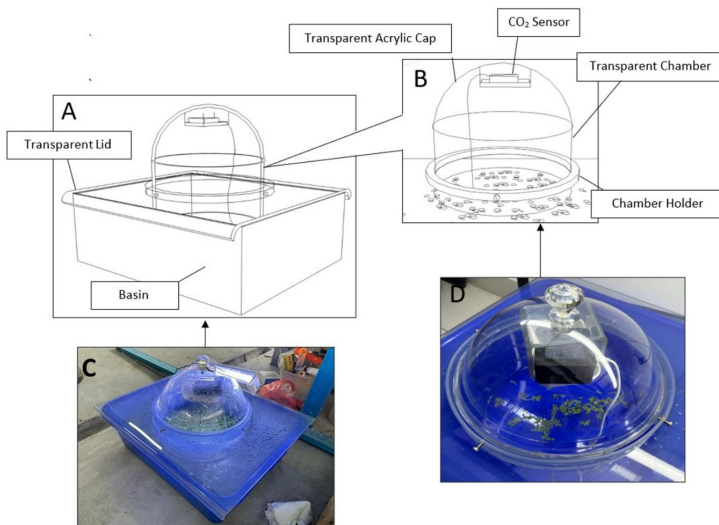 CO₂ Sensor
Transparent Acrylic Cap
Transparent Chamber
B
A
Transparent Lid
Chamber Holder
Basin
D
C